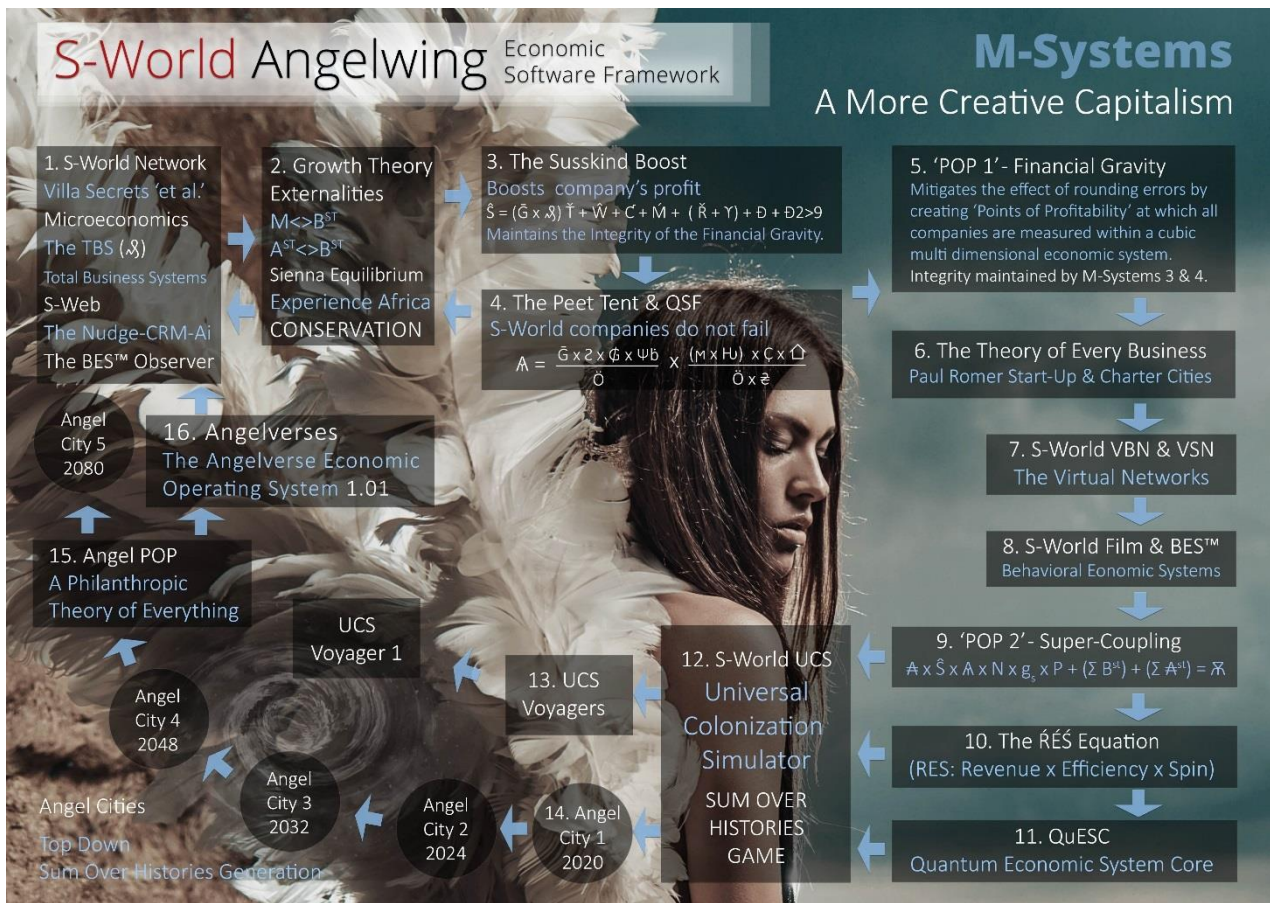 S-World Angelwing Economic
Software Framework
M-Systems
A More Creative Capitalism
1. S-World Network
Villa Secrets 'et al.'
Microeconomics
The TBS (₰)
Total Business Systems
S-Web
The Nudge-CRM-Ai
The BES™ Observer
2. Growth Theory
Externalities
M<>Bˢᵀ
Aˢᵀ<>Bˢᵀ
Sienna Equilibrium
Experience Africa
CONSERVATION
3. The Susskind Boost
Boosts company's profit
Ŝ = (Ḡ x ₰) Ť + Ŵ + Ƈ + Ḿ + ( Ř + ϒ) + Ð + Ð2>9
Maintains the Integrity of the Financial Gravity.
4. The Peet Tent & QSF
S-World companies do not fail
5. 'POP 1'- Financial Gravity
Mitigates the effect of rounding errors by
creating 'Points of Profitability' at which all
companies are measured within a cubic
multi dimensional economic system.
Integrity maintained by M-Systems 3 & 4.
6. The Theory of Every Business
Paul Romer Start-Up & Charter Cities
7. S-World VBN & VSN
The Virtual Networks
8. S-World Film & BES™
Behavioral Eonomic Systems
9. 'POP 2'- Super-Coupling
10. The ŔÉŚ Equation
(RES: Revenue x Efficiency x Spin)
11. QuESC
Quantum Economic System Core
12. S-World UCS
Universal
Colonization
Simulator
SUM OVER
HISTORIES
GAME
13. UCS
Voyagers
UCS
Voyager 1
14. Angel
City 1
2020
Angel
City 2
2024
Angel
City 3
2032
Angel
City 4
2048
15. Angel POP
A Philanthropic
Theory of Everything
Angel
City 5
2080
16. Angelverses
The Angelverse Economic
Operating System 1.01
Angel Cities
Top Down
Sum Over Histories Generation